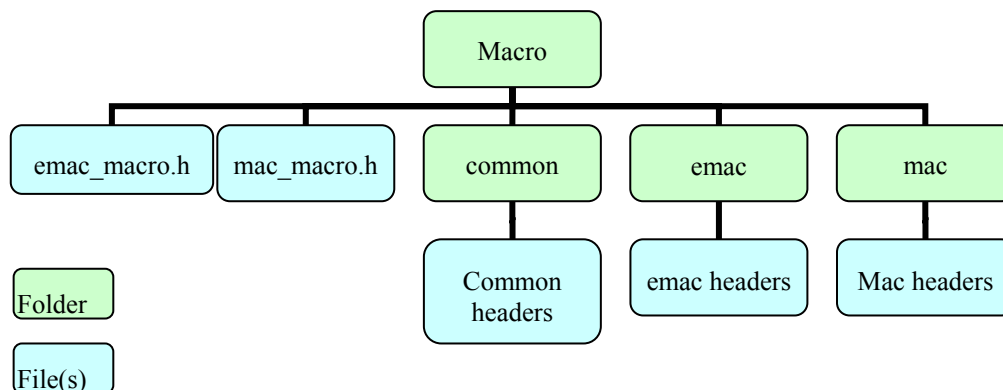 Macro
emac_macro.h
mac_macro.h
common
emac
mac
Common
headers
emac headers
Mac headers
Folder
File(s)